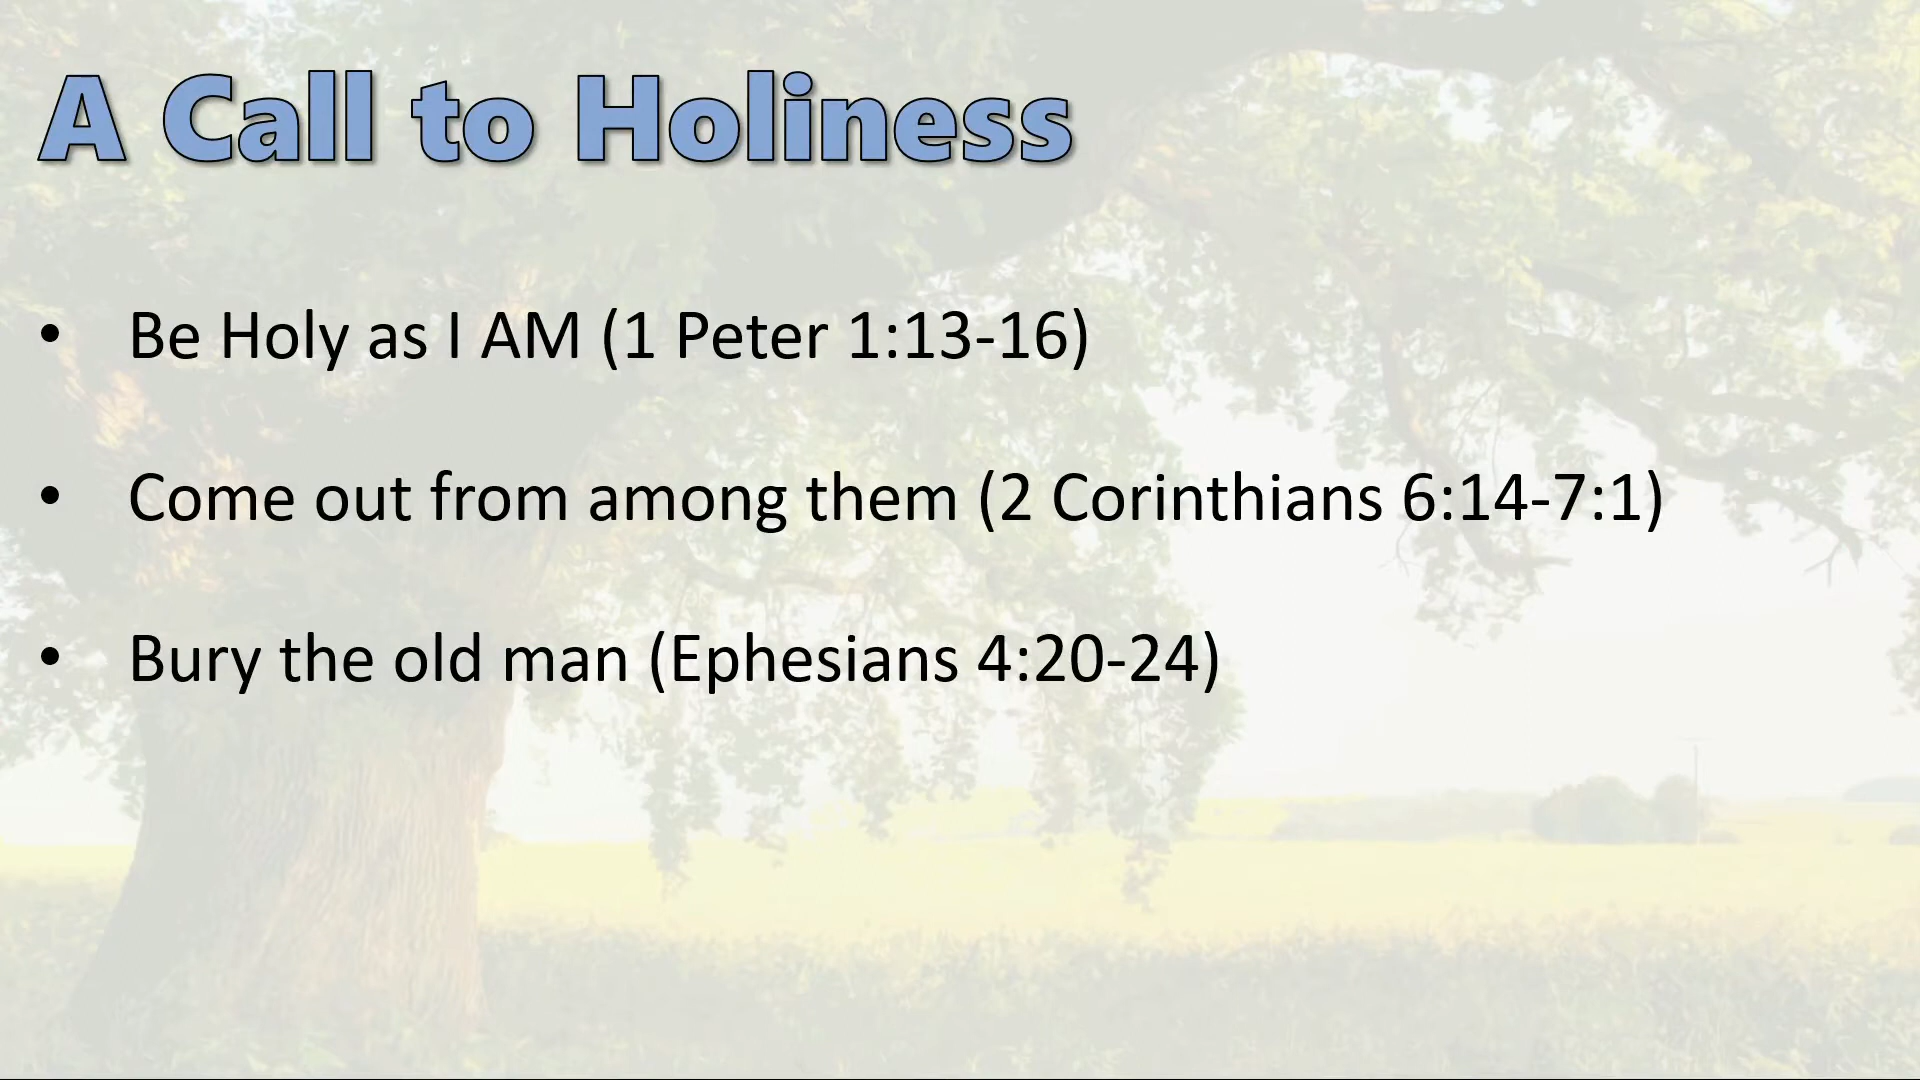 A Call to Holiness
• Be Holy as I AM (1 Peter 1:13-16)
• Come out from among them (2 Corinthians 6:14-7:1)
• Bury the old man (Ephesians 4:20-24)